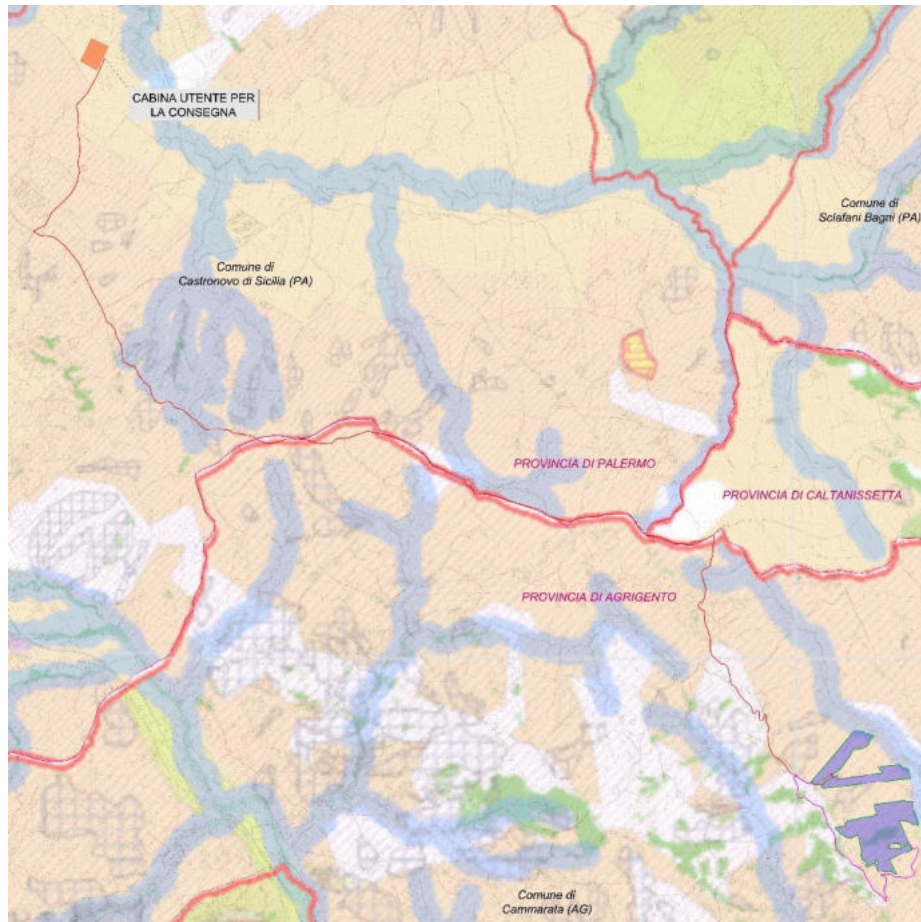 CABINA UTENTE PER
LA CONSEGNA
Comune di
Sclafani Bagni (PA)
Comune di
Castronovo di Sicilia (PA)
PROVINCIA DI PALERMO
PROVINCIA DI CALTANISSETTA
PROVINCIA DI AGRIGENTO
Comune di
Cammarata (AG)